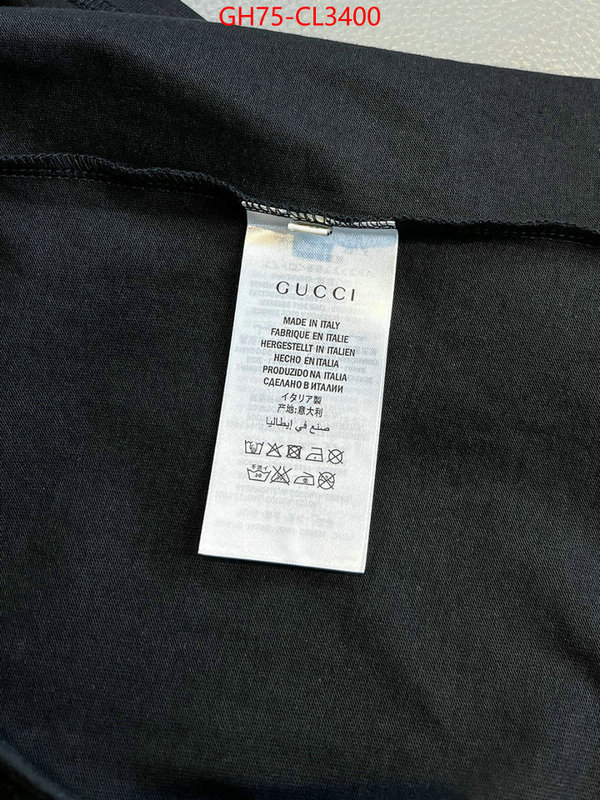 GH75-CL3400
GUCCI
MADE IN ITALY
FABRIQUE EN ITALIE
HERGESTELLT IN ITALIEN
HECHO EN ITALIA
PRODUZIDO NA ITALIA
СДЕЛАНО В ИТАЛИИ
イタリア製
产地:意大利
صنع في إيطاليا